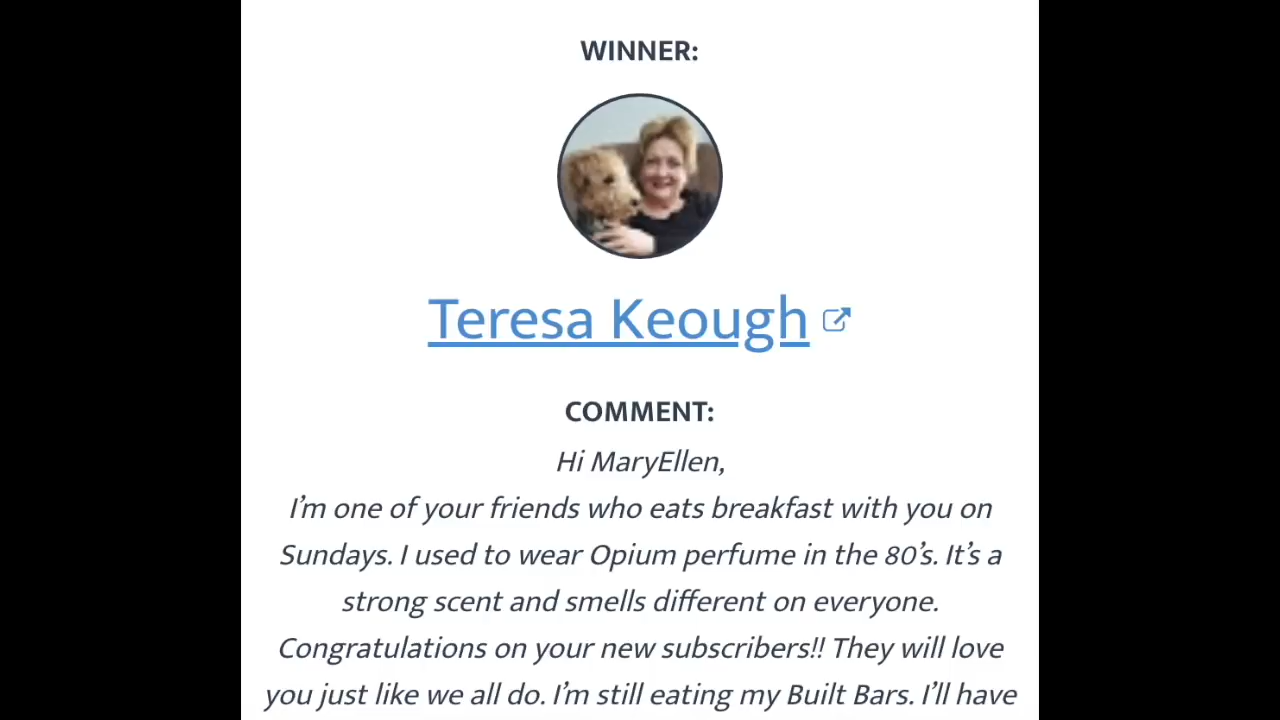 WINNER:
Teresa Keough
COMMENT:
Hi MaryEllen,
I’m one of your friends who eats breakfast with you on
Sundays. I used to wear Opium perfume in the 80’s. It’s a
strong scent and smells different on everyone.
Congratulations on your new subscribers!! They will love
you just like we all do. I’m still eating my Built Bars. I’ll have